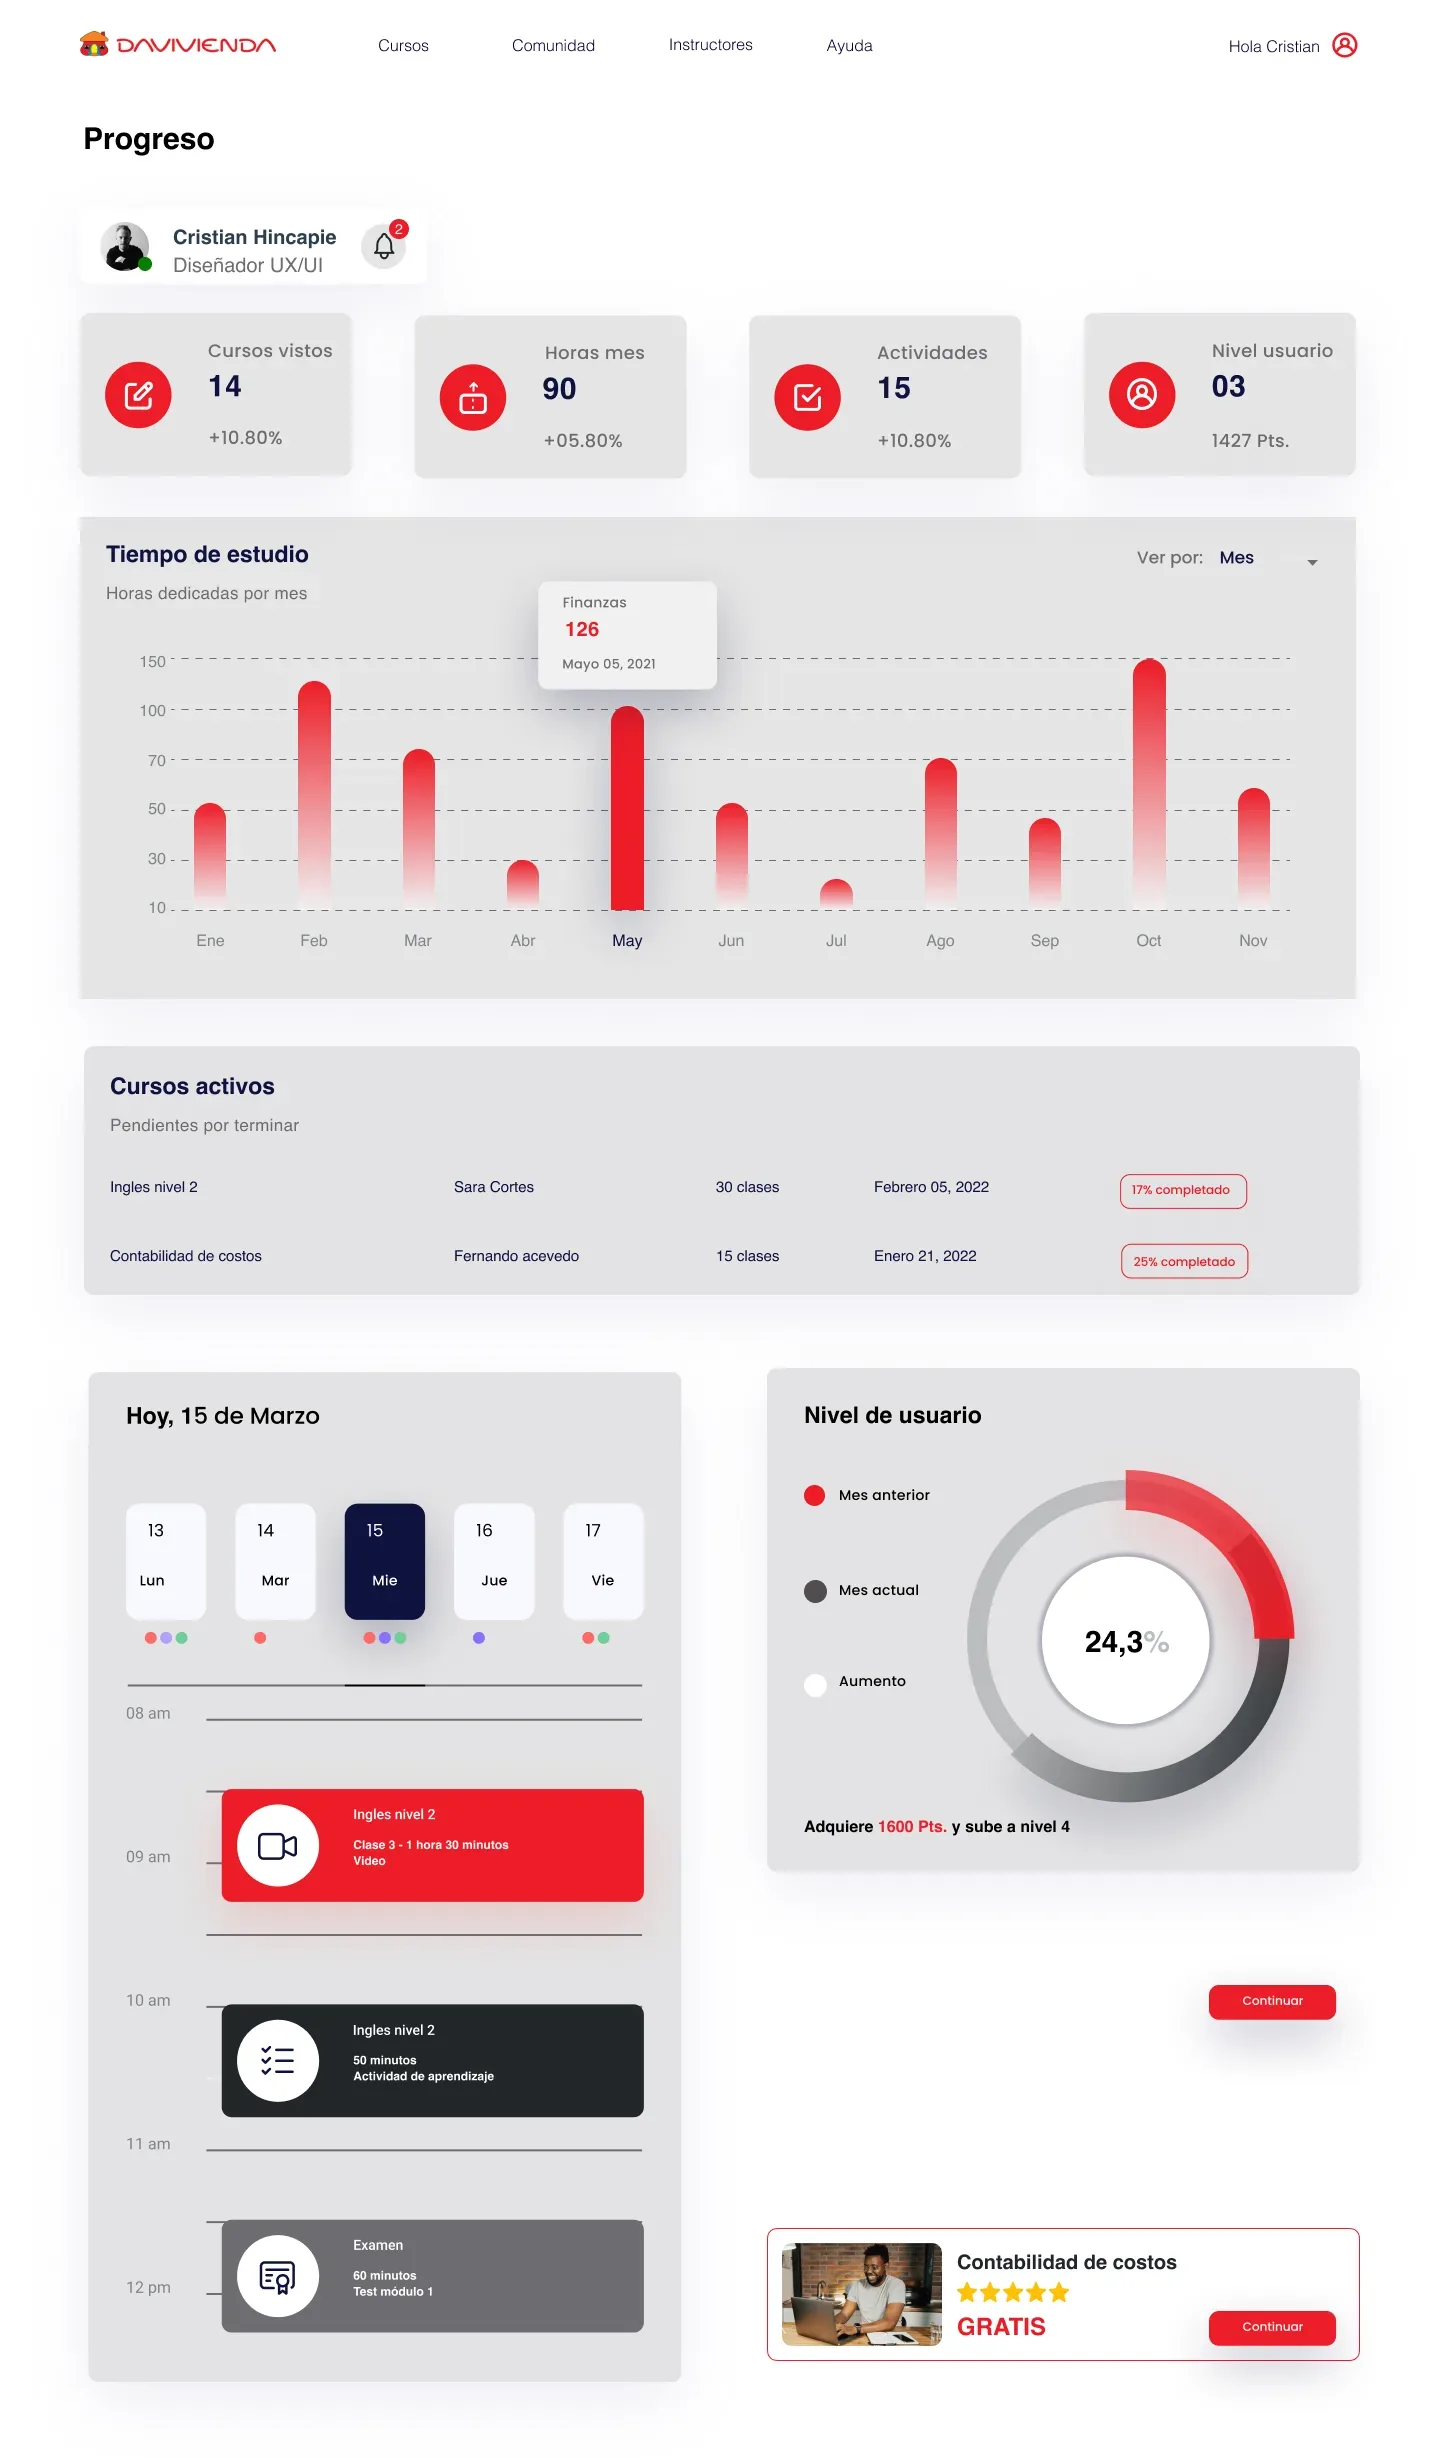 DAVIVIENDA
Cursos
Comunidad
Instructores
Ayuda
Hola Cristian
Progreso
Cristian Hincapie
2
Diseñador UX/UI
Cursos vistos
14
+10.80%
Horas mes
90
+05.80%
Actividades
15
+10.80%
Nivel usuario
03
1427 Pts.
Tiempo de estudio
Horas dedicadas por mes
Ver por: Mes
Finanzas
126
Mayo 05, 2021
150
100
70
50
30
10
Ene Feb Mar Abr May Jun Jul Ago Sep Oct Nov
Cursos activos
Pendientes por terminar
Ingles nivel 2 Sara Cortes 30 clases Febrero 05, 2022 17% completado
Contabilidad de costos Fernando acevedo 15 clases Enero 21, 2022 25% completado
Hoy, 15 de Marzo
13 14 15 16 17
Lun Mar Mie Jue Vie
08 am
Ingles nivel 2
Clase 3 - 1 hora 30 minutos
Video
09 am
10 am
Ingles nivel 2
50 minutos
Actividad de aprendizaje
11 am
Examen
60 minutos
Test módulo 1
12 pm
Nivel de usuario
Mes anterior
Mes actual
Aumento
24,3%
Adquiere 1600 Pts. y sube a nivel 4
Continuar
Contabilidad de costos
GRATIS
Continuar